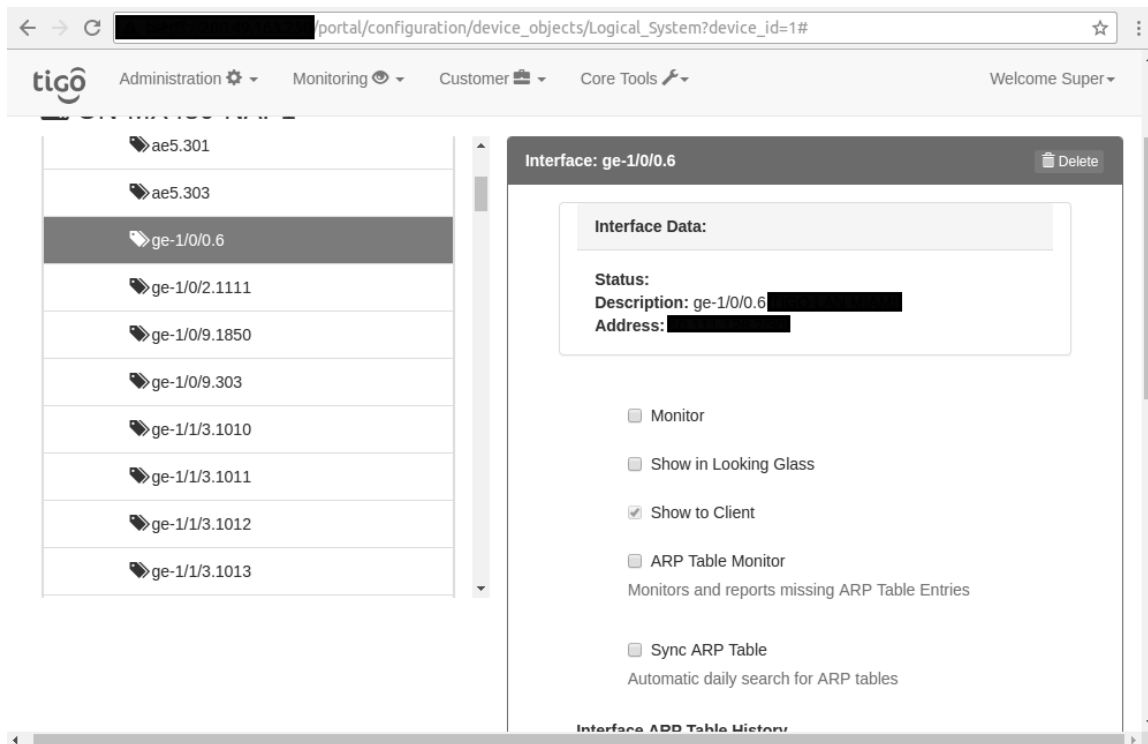 /portal/configuration/device_objects/Logical_System?device_id=1#
tigo
Administration
Monitoring
Customer
Core Tools
Welcome Super
ae5.301
ae5.303
ge-1/0/0.6
ge-1/0/2.1111
ge-1/0/9.1850
ge-1/0/9.303
ge-1/1/3.1010
ge-1/1/3.1011
ge-1/1/3.1012
ge-1/1/3.1013
Interface: ge-1/0/0.6
Delete
Interface Data:
Status:
Description: ge-1/0/0.6
Address:
Monitor
Show in Looking Glass
Show to Client
ARP Table Monitor
Monitors and reports missing ARP Table Entries
Sync ARP Table
Automatic daily search for ARP tables
Interface ARP Table History